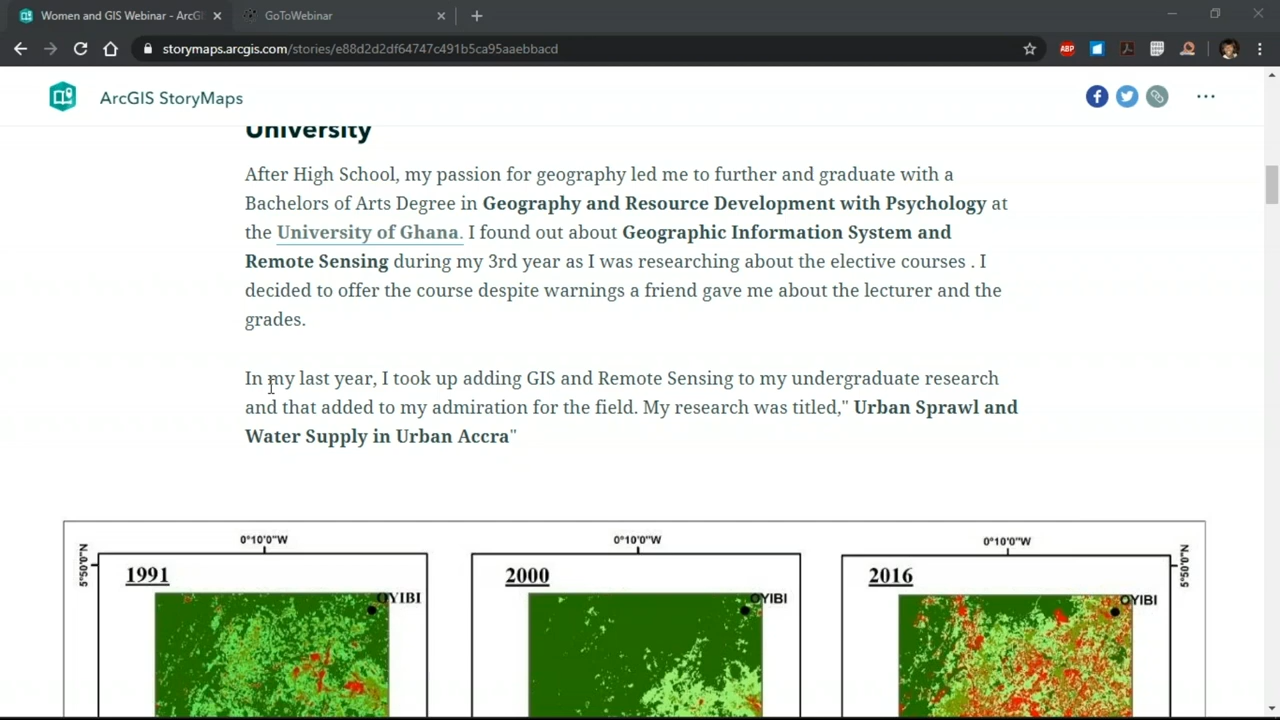 Women and GIS Webinar - ArcG
GoToWebinar
storymaps.arcgis.com/stories/e88d2d2df64747c491b5ca95aaebbacd
ABP
ArcGIS StoryMaps
University
After High School, my passion for geography led me to further and graduate with a
Bachelors of Arts Degree in Geography and Resource Development with Psychology at
the University of Ghana. I found out about Geographic Information System and
Remote Sensing during my 3rd year as I was researching about the elective courses . I
decided to offer the course despite warnings a friend gave me about the lecturer and the
grades.
In my last year, I took up adding GIS and Remote Sensing to my undergraduate research
and that added to my admiration for the field. My research was titled," Urban Sprawl and
Water Supply in Urban Accra"
0°10'0"W
0°10'0"W
0°10'0"W
5°5'0.0"N
1991
OYIBI
2000
OYIBI
2016
OYIBI
5°5'0.0"N